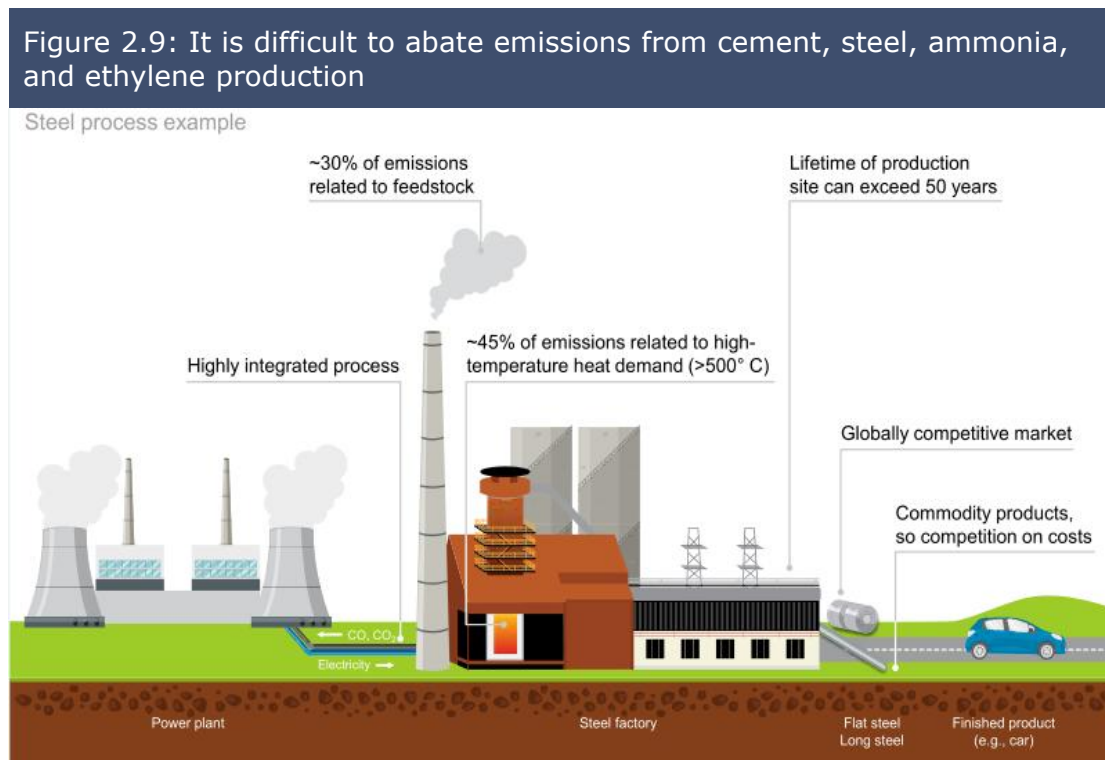 Figure 2.9: It is difficult to abate emissions from cement, steel, ammonia,
and ethylene production
Steel process example
~30% of emissions
related to feedstock
Lifetime of production
site can exceed 50 years
Highly integrated process
~45% of emissions related to high-
temperature heat demand (>500° C)
Globally competitive market
Commodity products,
so competition on costs
CO, CO₂
Electricity
Power plant
Steel factory
Flat steel
Long steel
Finished product
(e.g., car)